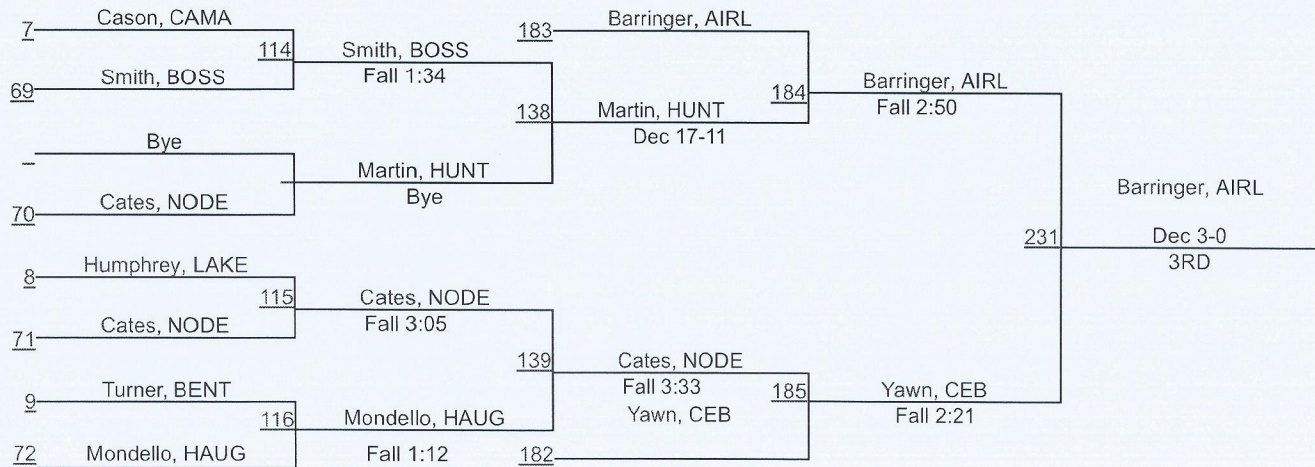 7 Cason, CAMA
114
69 Smith, BOSS
Smith, BOSS
Fall 1:34
Bye
70 Cates, NODE
Martin, HUNT
Bye
138
183 Barringer, AIRL
Martin, HUNT
Dec 17-11
184
Barringer, AIRL
Fall 2:50
8 Humphrey, LAKE
115
71 Cates, NODE
Cates, NODE
Fall 3:05
9 Turner, BENT
116
72 Mondello, HAUG
Mondello, HAUG
Fall 1:12
139
Cates, NODE
Fall 3:33
Yawn, CEB
182
185
Yawn, CEB
Fall 2:21
231
Barringer, AIRL
Dec 3-0
3RD